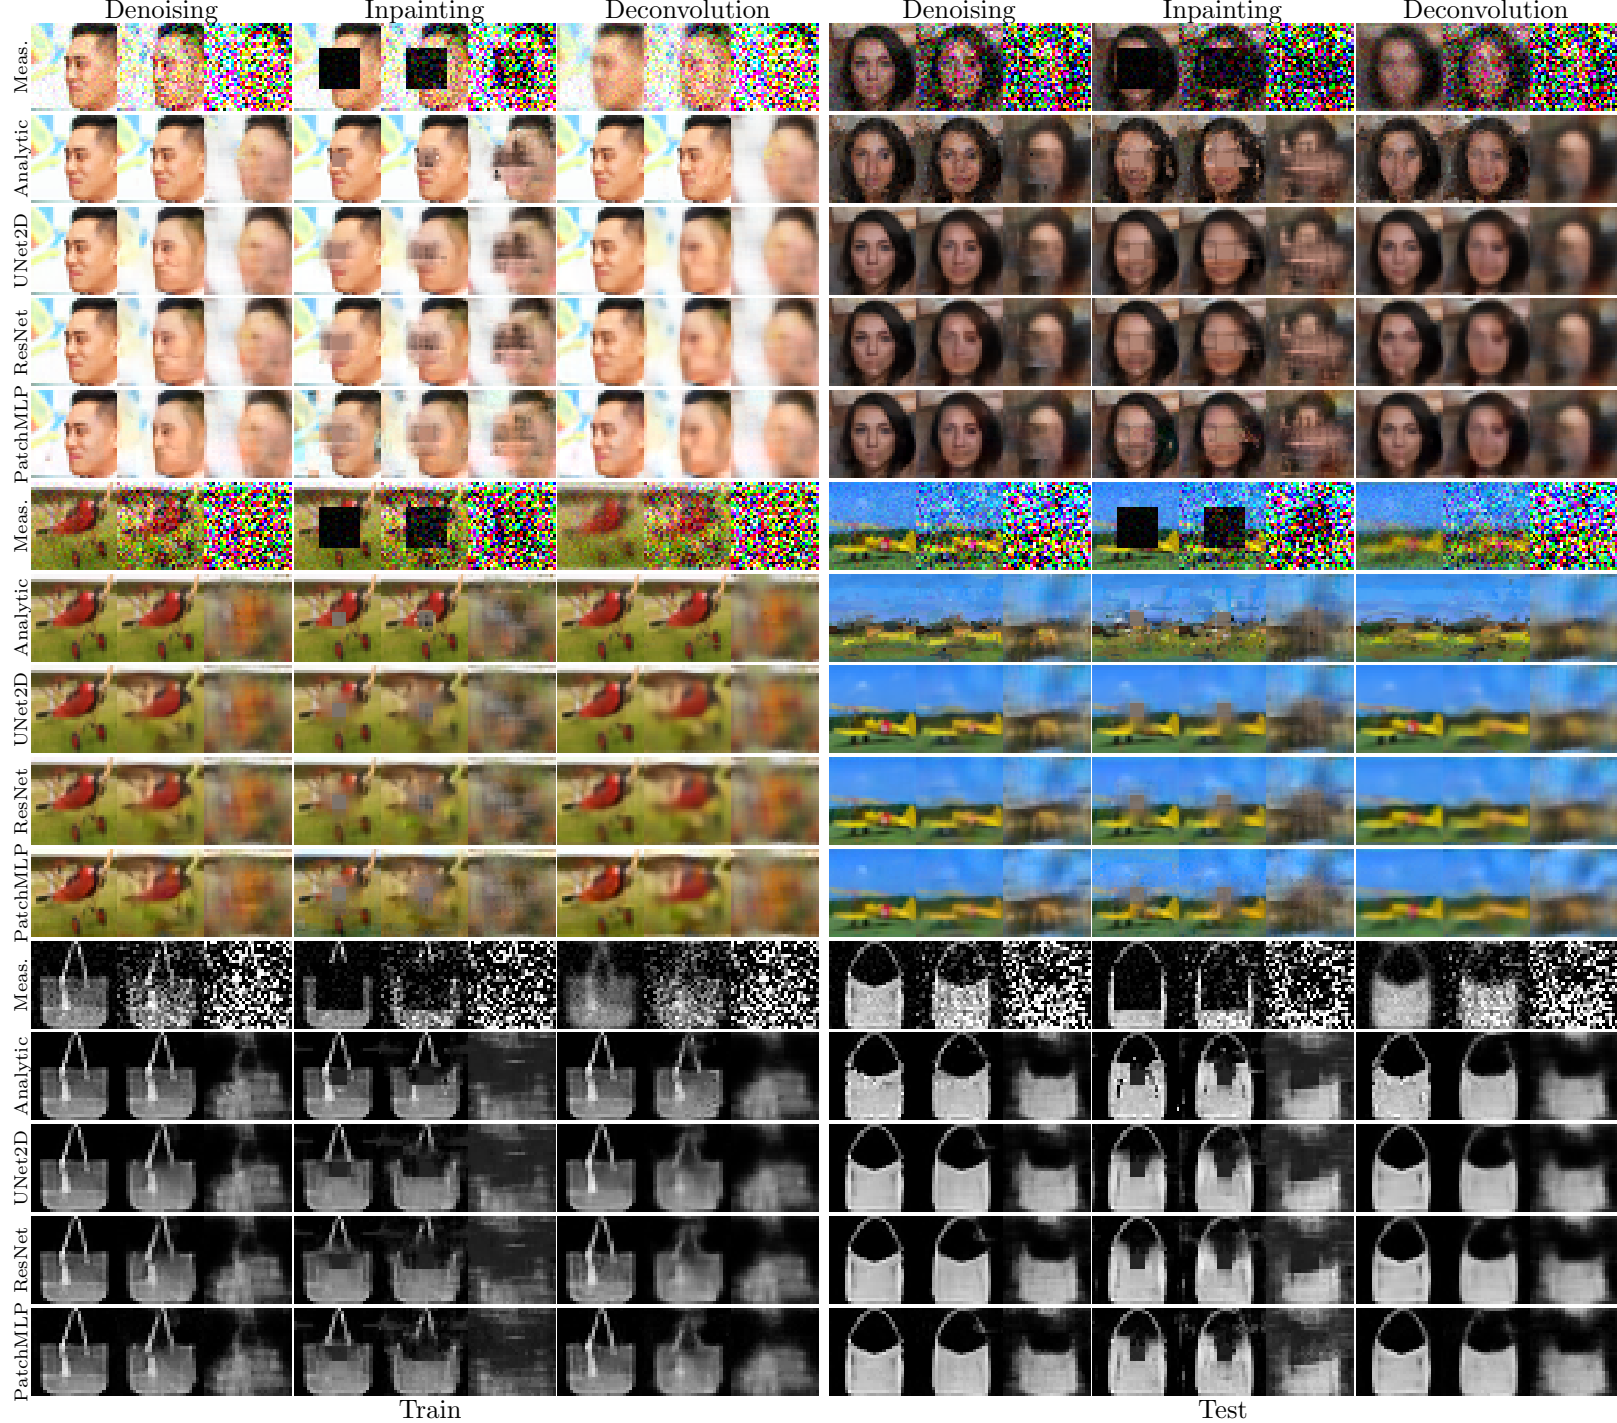 Denoising Inpainting Deconvolution Denoising Inpainting Deconvolution
Meas.
Analytic
UNet2D
ResNet
PatchMLP
Meas.
Analytic
UNet2D
ResNet
PatchMLP
Meas.
Analytic
UNet2D
ResNet
PatchMLP
Train Test